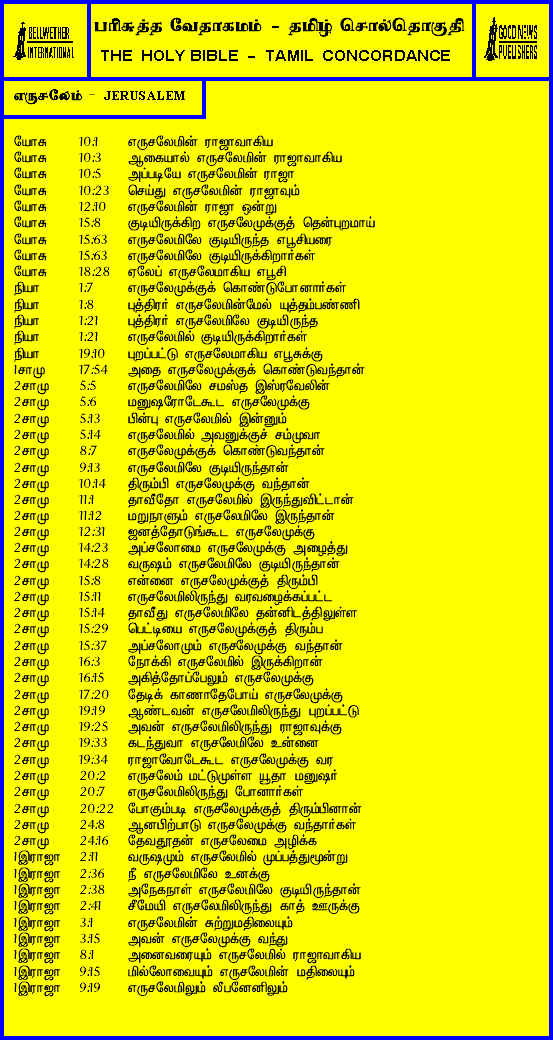 BELLWETHER
INTERNATIONAL
பரிசுத்த வேதாகமம் - தமிழ் சொல்தொகுதி
THE HOLY BIBLE - TAMIL CONCORDANCE
GOOD NEWS
PUBLISHERS
எருசலேம் - JERUSALEM
யோசு 10:1 எருசலேமின் ராஜாவாகிய
யோசு 10:3 ஆகையால் எருசலேமின் ராஜாவாகிய
யோசு 10:5 அப்படியே எருசலேமின் ராஜா
யோசு 10:23 செய்து எருசலேமின் ராஜாவும்
யோசு 12:10 எருசலேமின் ராஜா ஒன்று
யோசு 15:8 குடியிருக்கிற எருசலேமுக்குத் தென்புறமாய்
யோசு 15:63 எருசலேமிலே குடியிருந்த எபூசியரை
யோசு 15:63 எருசலேமிலே குடியிருக்கிறார்கள்
யோசு 18:28 ஏலேப் எருசலேமாகிய எபூசி
நியா 1:7 எருசலேமுக்குக் கொண்டுபோனார்கள்
நியா 1:8 புத்திரர் எருசலேமின்மேல் யுத்தம்பண்ணி
நியா 1:21 புத்திரர் எருசலேமிலே குடியிருந்த
நியா 1:21 எருசலேமில் குடியிருக்கிறார்கள்
நியா 19:10 புறப்பட்டு எருசலேமாகிய எபூசுக்கு
1சாமு 17:54 அதை எருசலேமுக்குக் கொண்டுவந்தான்
2சாமு 5:5 எருசலேமிலே சமஸ்த இஸ்ரவேலின்
2சாமு 5:6 மனுஷரோடேகூட எருசலேமுக்கு
2சாமு 5:13 பின்பு எருசலேமில் இன்னும்
2சாமு 5:14 எருசலேமில் அவனுக்குச் சம்முவா
2சாமு 8:7 எருசலேமுக்குக் கொண்டுவந்தான்
2சாமு 9:13 எருசலேமிலே குடியிருந்தான்
2சாமு 10:14 திரும்பி எருசலேமுக்கு வந்தான்
2சாமு 11:1 தாவீதோ எருசலேமில் இருந்துவிட்டான்
2சாமு 11:12 மறுநாளும் எருசலேமிலே இருந்தான்
2சாமு 12:31 ஜனத்தோடுங்கூட எருசலேமுக்கு
2சாமு 14:23 அப்சலோமை எருசலேமுக்கு அழைத்து
2சாமு 14:28 வருஷம் எருசலேமிலே குடியிருந்தான்
2சாமு 15:8 என்னை எருசலேமுக்குத் திரும்பி
2சாமு 15:11 எருசலேமிலிருந்து வரவழைக்கப்பட்ட
2சாமு 15:14 தாவீது எருசலேமிலே தன்னிடத்திலுள்ள
2சாமு 15:29 பெட்டியை எருசலேமுக்குத் திரும்ப
2சாமு 15:37 அப்சலோமும் எருசலேமுக்கு வந்தான்
2சாமு 16:3 நோக்கி எருசலேமில் இருக்கிறான்
2சாமு 16:15 அகித்தோப்பேலும் எருசலேமுக்கு
2சாமு 17:20 தேடிக் காணாதேபோய் எருசலேமுக்கு
2சாமு 19:19 ஆண்டவன் எருசலேமிலிருந்து புறப்பட்டு
2சாமு 19:25 அவன் எருசலேமிலிருந்து ராஜாவுக்கு
2சாமு 19:33 கடந்துவா எருசலேமிலே உன்னை
2சாமு 19:34 ராஜாவோடேகூட எருசலேமுக்கு வர
2சாமு 20:2 எருசலேம் மட்டுமுள்ள யூதா மனுஷர்
2சாமு 20:7 எருசலேமிலிருந்து போனார்கள்
2சாமு 20:22 போகும்படி எருசலேமுக்குத் திரும்பினான்
2சாமு 24:8 ஆனபிற்பாடு எருசலேமுக்கு வந்தார்கள்
2சாமு 24:16 தேவதூதன் எருசலேமை அழிக்க
1இராஜா 2:11 வருஷமும் எருசலேமில் முப்பத்துமூன்று
1இராஜா 2:36 நீ எருசலேமிலே உனக்கு
1இராஜா 2:38 அநேகநாள் எருசலேமிலே குடியிருந்தான்
1இராஜா 2:41 சீமேயி எருசலேமிலிருந்து காத் ஊருக்கு
1இராஜா 3:1 எருசலேமின் சுற்றுமதிலையும்
1இராஜா 3:15 அவன் எருசலேமுக்கு வந்து
1இராஜா 8:1 அனைவரையும் எருசலேமில் ராஜாவாகிய
1இராஜா 9:15 மில்லோவையும் எருசலேமின் மதிலையும்
1இராஜா 9:19 எருசலேமிலும் லீபனேனிலும்